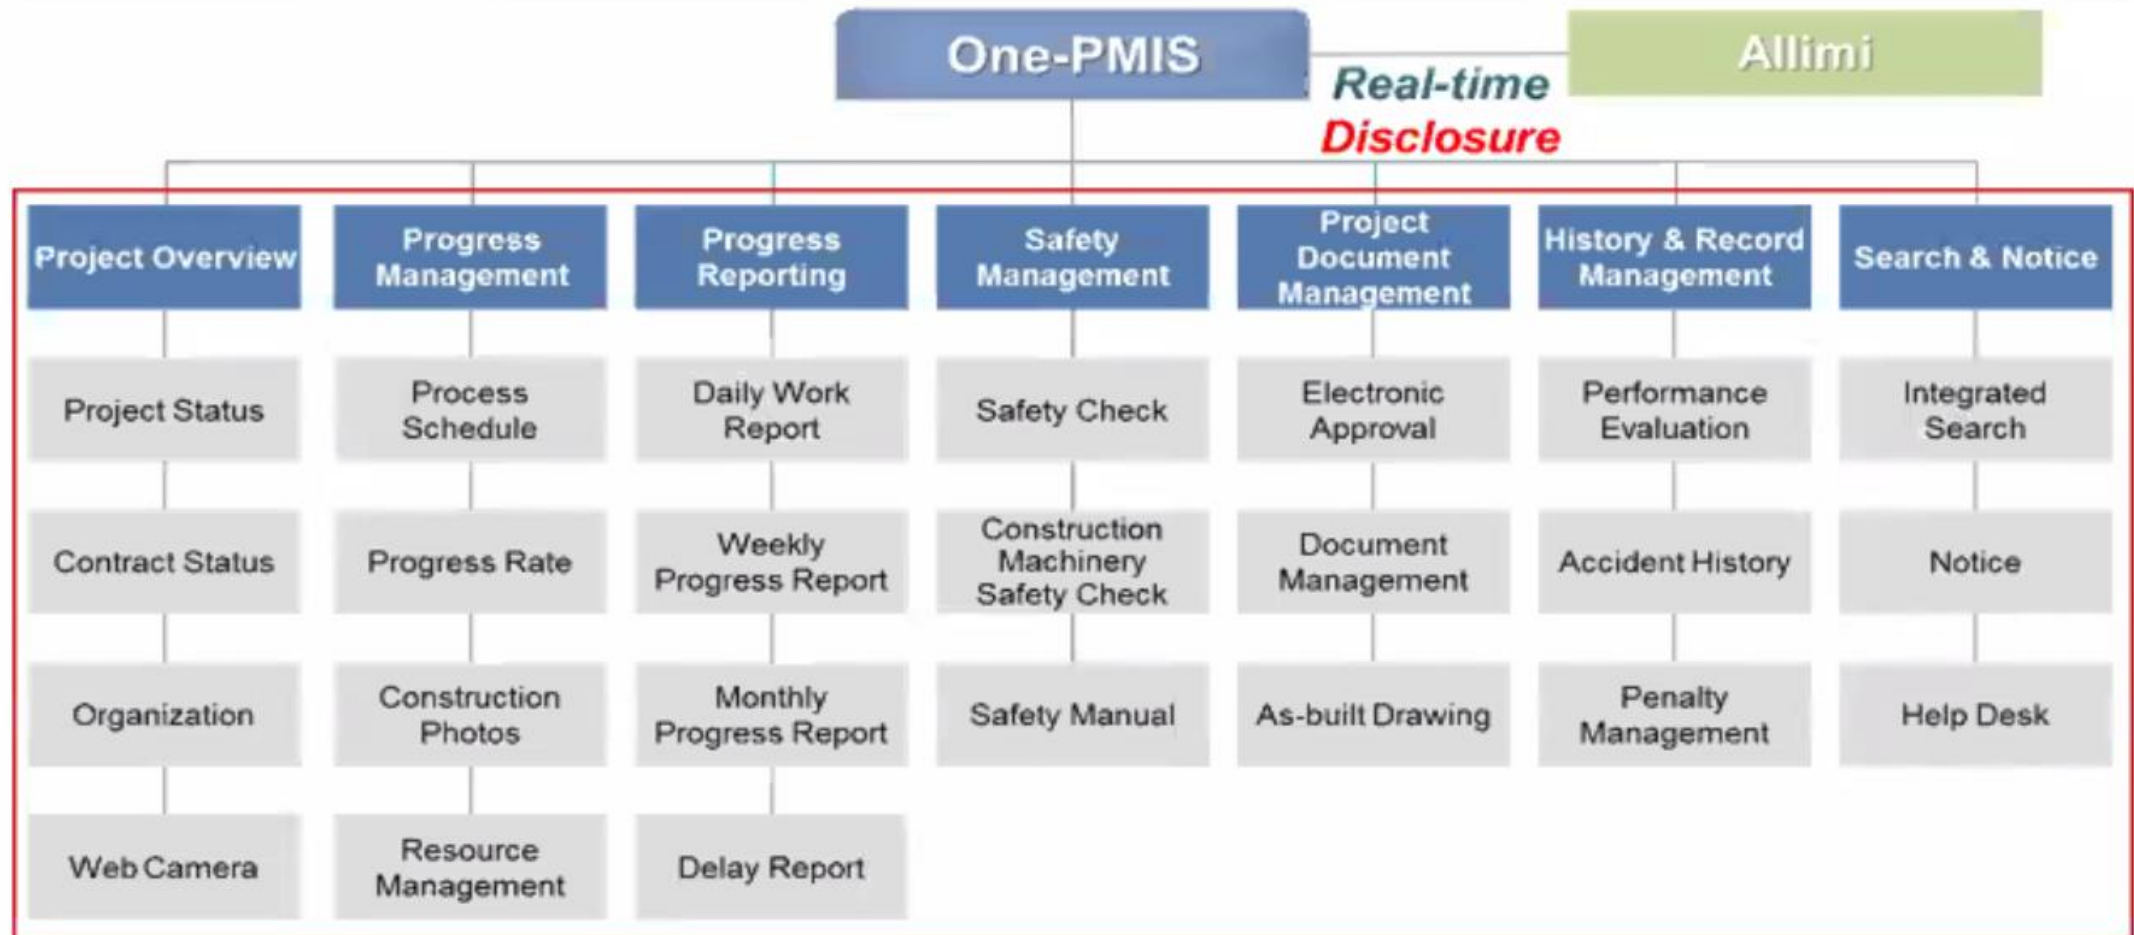 One-PMIS
Allimi
Real-time
Disclosure
Project Overview
Progress
Management
Progress
Reporting
Safety
Management
Project
Document
Management
History & Record
Management
Search & Notice
Project Status
Process
Schedule
Daily Work
Report
Safety Check
Electronic
Approval
Performance
Evaluation
Integrated
Search
Contract Status
Progress Rate
Weekly
Progress Report
Construction
Machinery
Safety Check
Document
Management
Accident History
Notice
Organization
Construction
Photos
Monthly
Progress Report
Safety Manual
As-built Drawing
Penalty
Management
Help Desk
Web Camera
Resource
Management
Delay Report